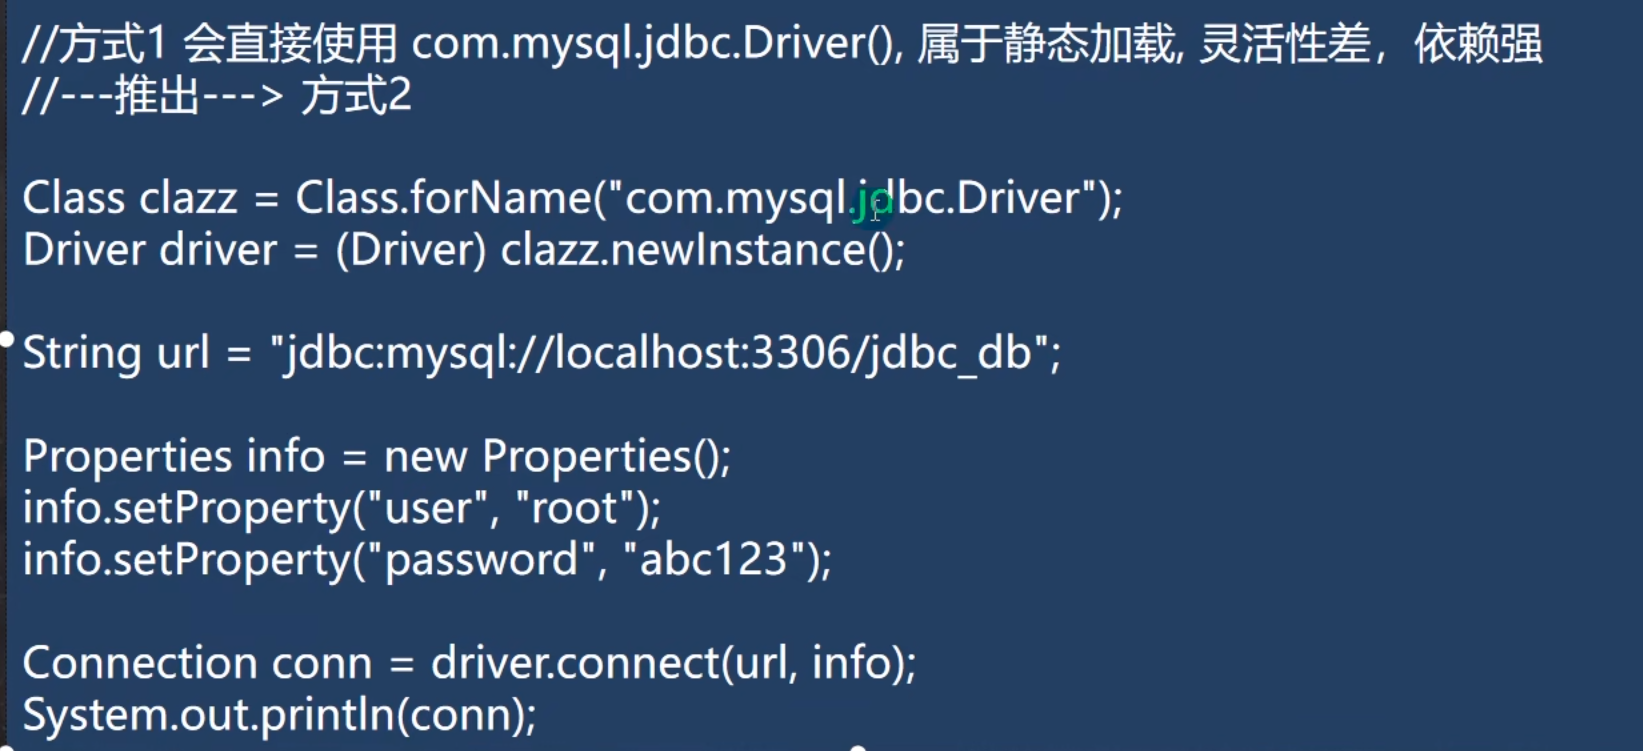 //方式1 会直接使用 com.mysql.jdbc.Driver(), 属于静态加载, 灵活性差，依赖强
//---推出---> 方式2
Class clazz = Class.forName("com.mysql.jdbc.Driver");
Driver driver = (Driver) clazz.newInstance();
String url = "jdbc:mysql://localhost:3306/jdbc_db";
Properties info = new Properties();
info.setProperty("user", "root");
info.setProperty("password", "abc123");
Connection conn = driver.connect(url, info);
System.out.println(conn);